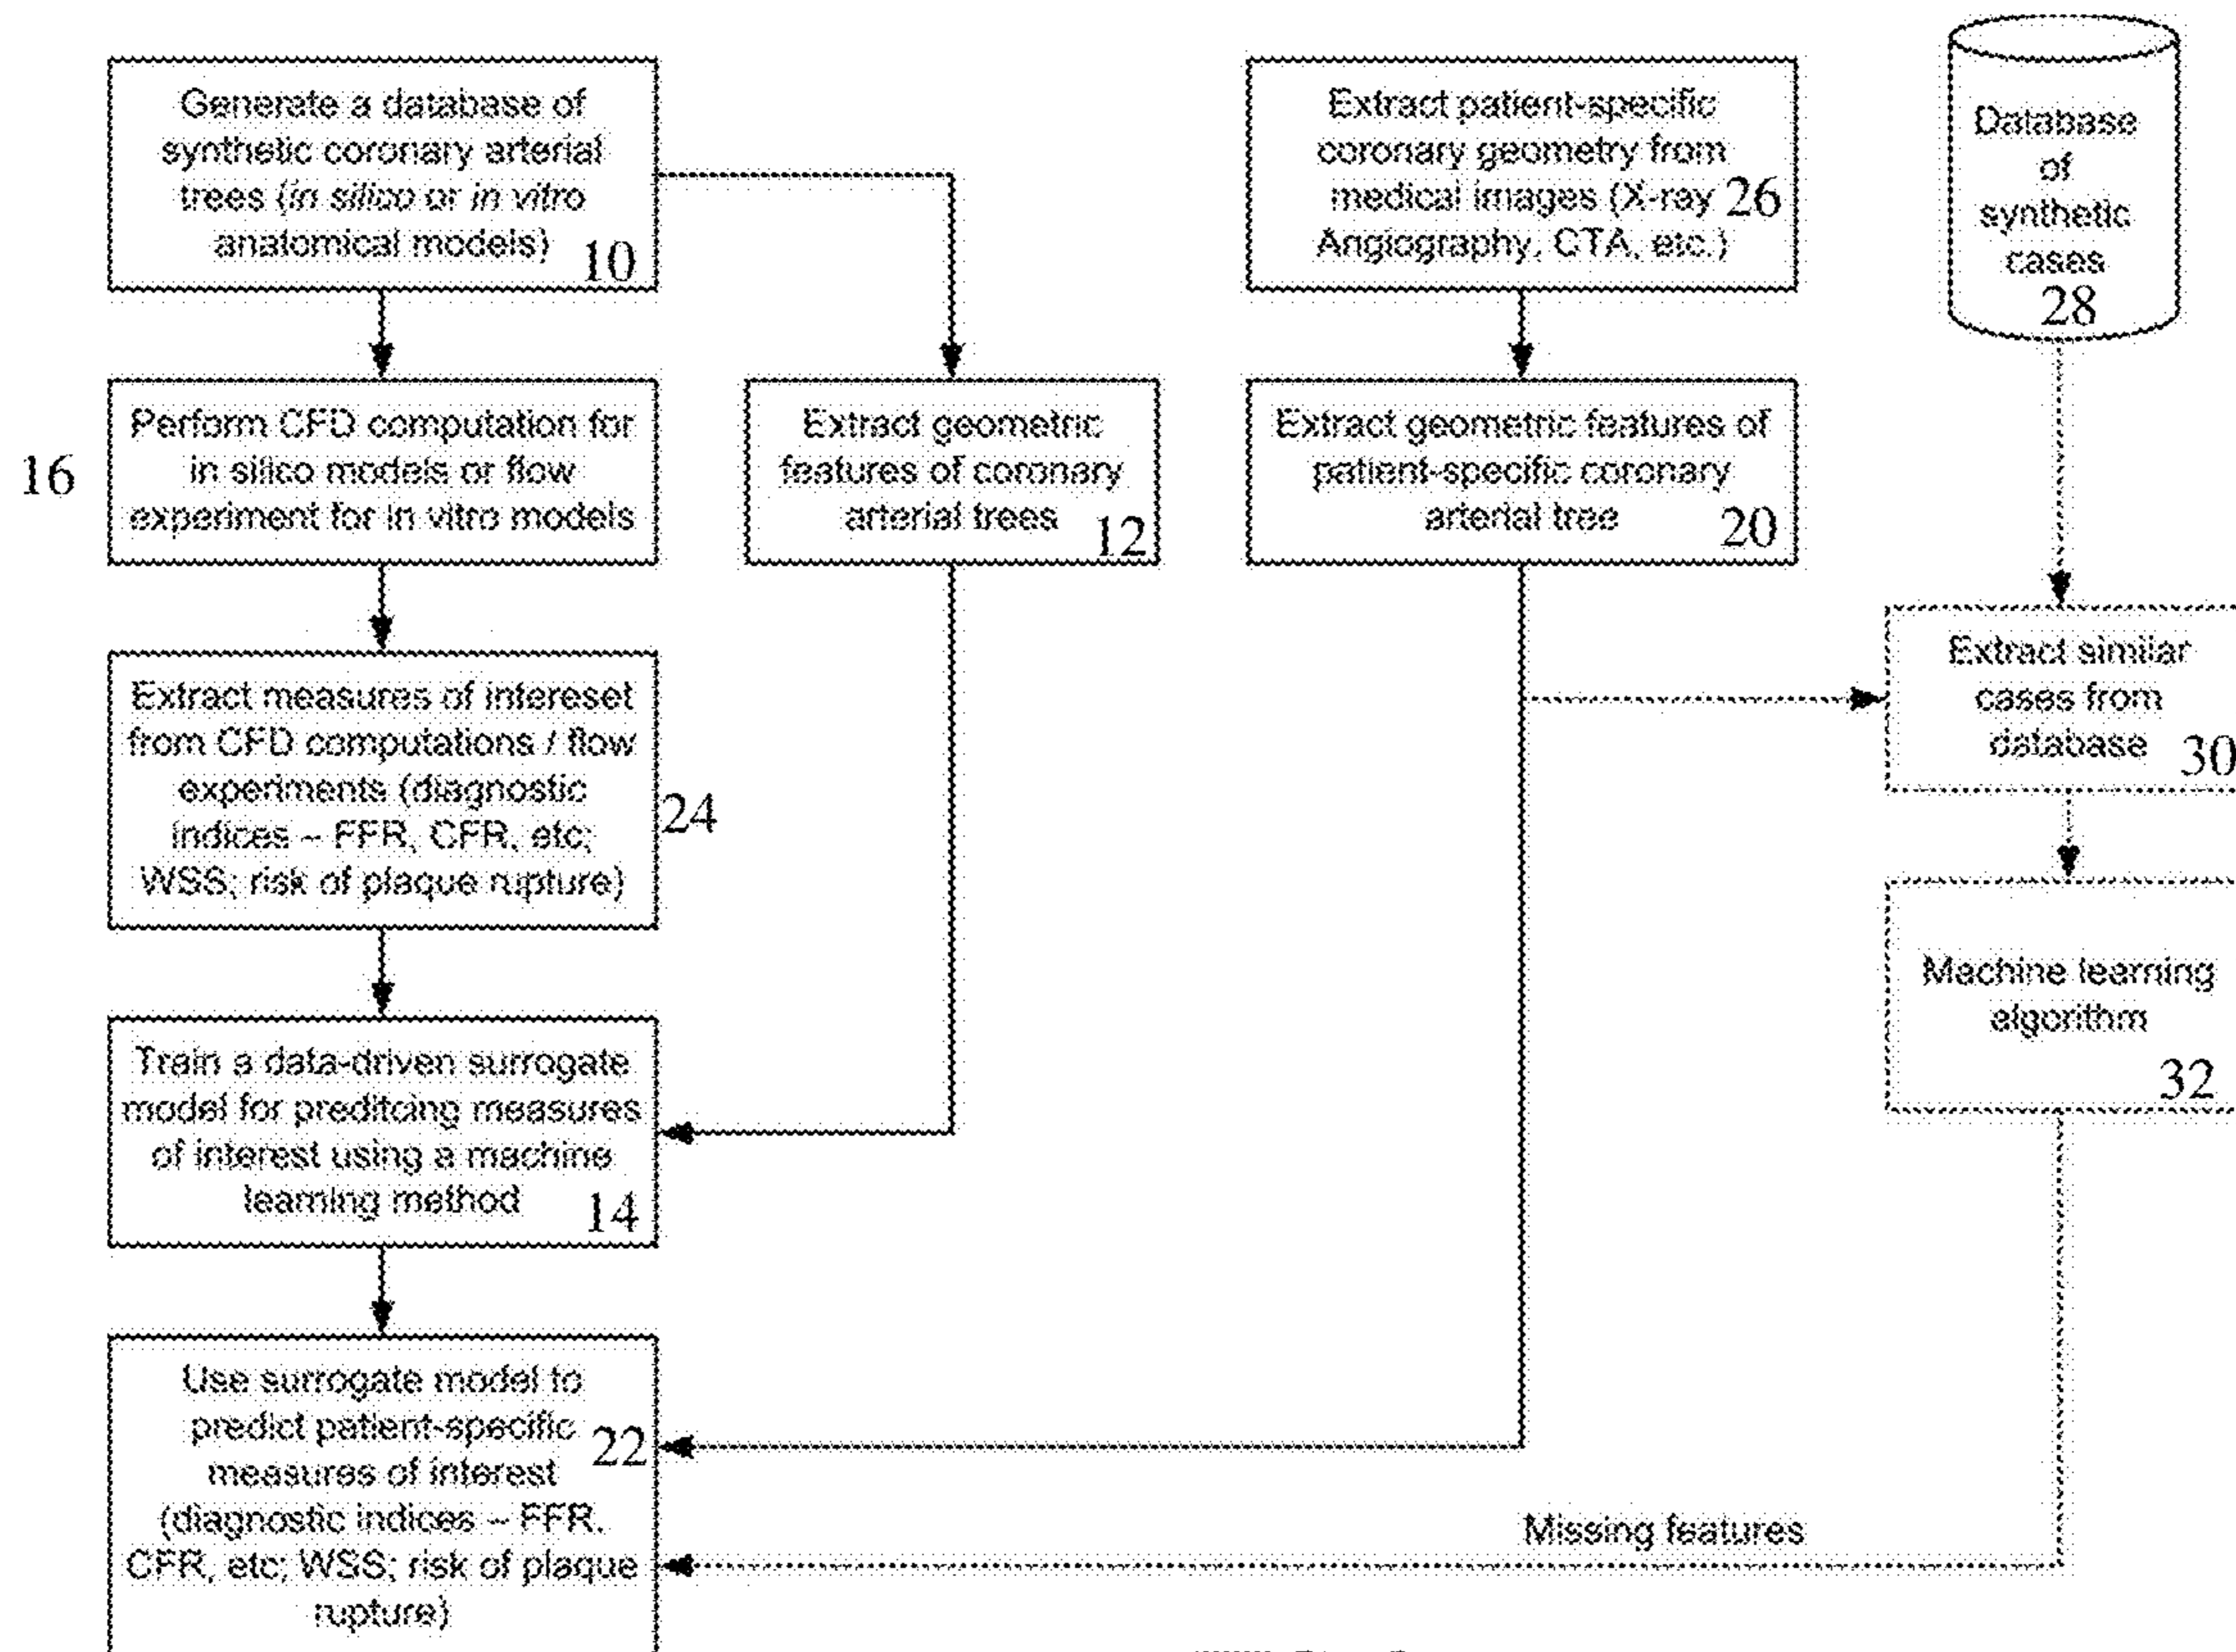 Generate a database of
synthetic coronary arterial
trees (in silico or in vitro
anatomical models)
10
Perform CFD computation for
in silico models or flow
experiment for in vitro models
16
Extract measures of intereset
from CFD computations / flow
experiments (diagnostic
indices – FFR, CFR, etc;
WSS; risk of plaque rupture)
24
Train a data-driven surrogate
model for preditcing measures
of interest using a machine
learning method
14
Use surrogate model to
predict patient-specific
measures of interest
(diagnostic indices – FFR,
CFR, etc; WSS; risk of plaque
rupture)
22
Extract geometric
features of coronary
arterial trees
12
Extract patient-specific
coronary geometry from
medical images (X-ray
Angiography, CTA, etc.)
26
Extract geometric features of
patient-specific coronary
arterial tree
20
Database
of
synthetic
cases
28
Extract similar
cases from
database
30
Machine learning
algorithm
32
Missing features